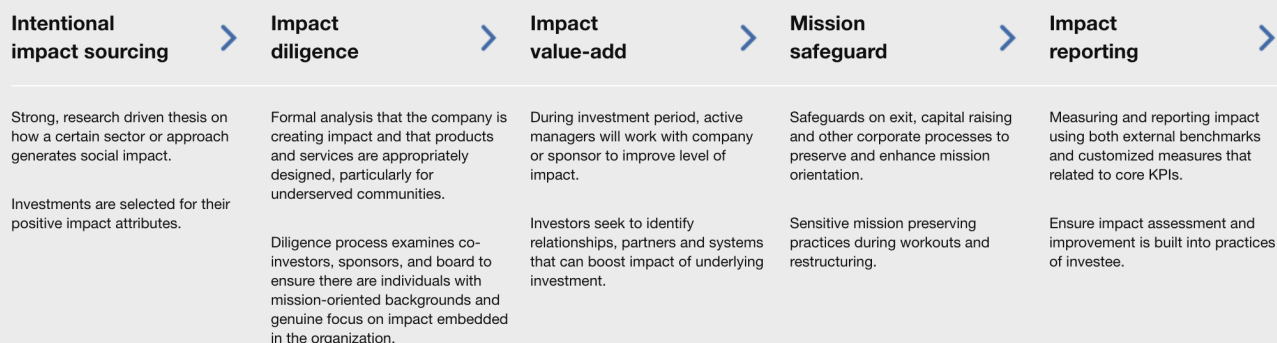 Intentional
impact sourcing
Strong, research driven thesis on
how a certain sector or approach
generates social impact.
Investments are selected for their
positive impact attributes.
Impact
diligence
Formal analysis that the company is
creating impact and that products
and services are appropriately
designed, particularly for
underserved communities.
Diligence process examines co-
investors, sponsors, and board to
ensure there are individuals with
mission-oriented backgrounds and
genuine focus on impact embedded
in the organization.
Impact
value-add
During investment period, active
managers will work with company
or sponsor to improve level of
impact.
Investors seek to identify
relationships, partners and systems
that can boost impact of underlying
investment.
Mission
safeguard
Safeguards on exit, capital raising
and other corporate processes to
preserve and enhance mission
orientation.
Sensitive mission preserving
practices during workouts and
restructuring.
Impact
reporting
Measuring and reporting impact
using both external benchmarks
and customized measures that
related to core KPIs.
Ensure impact assessment and
improvement is built into practices
of investee.